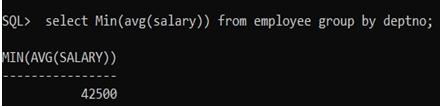 SQL>  select Min(avg(salary)) from employee group by deptno;
MIN(AVG(SALARY))
----------------
42500